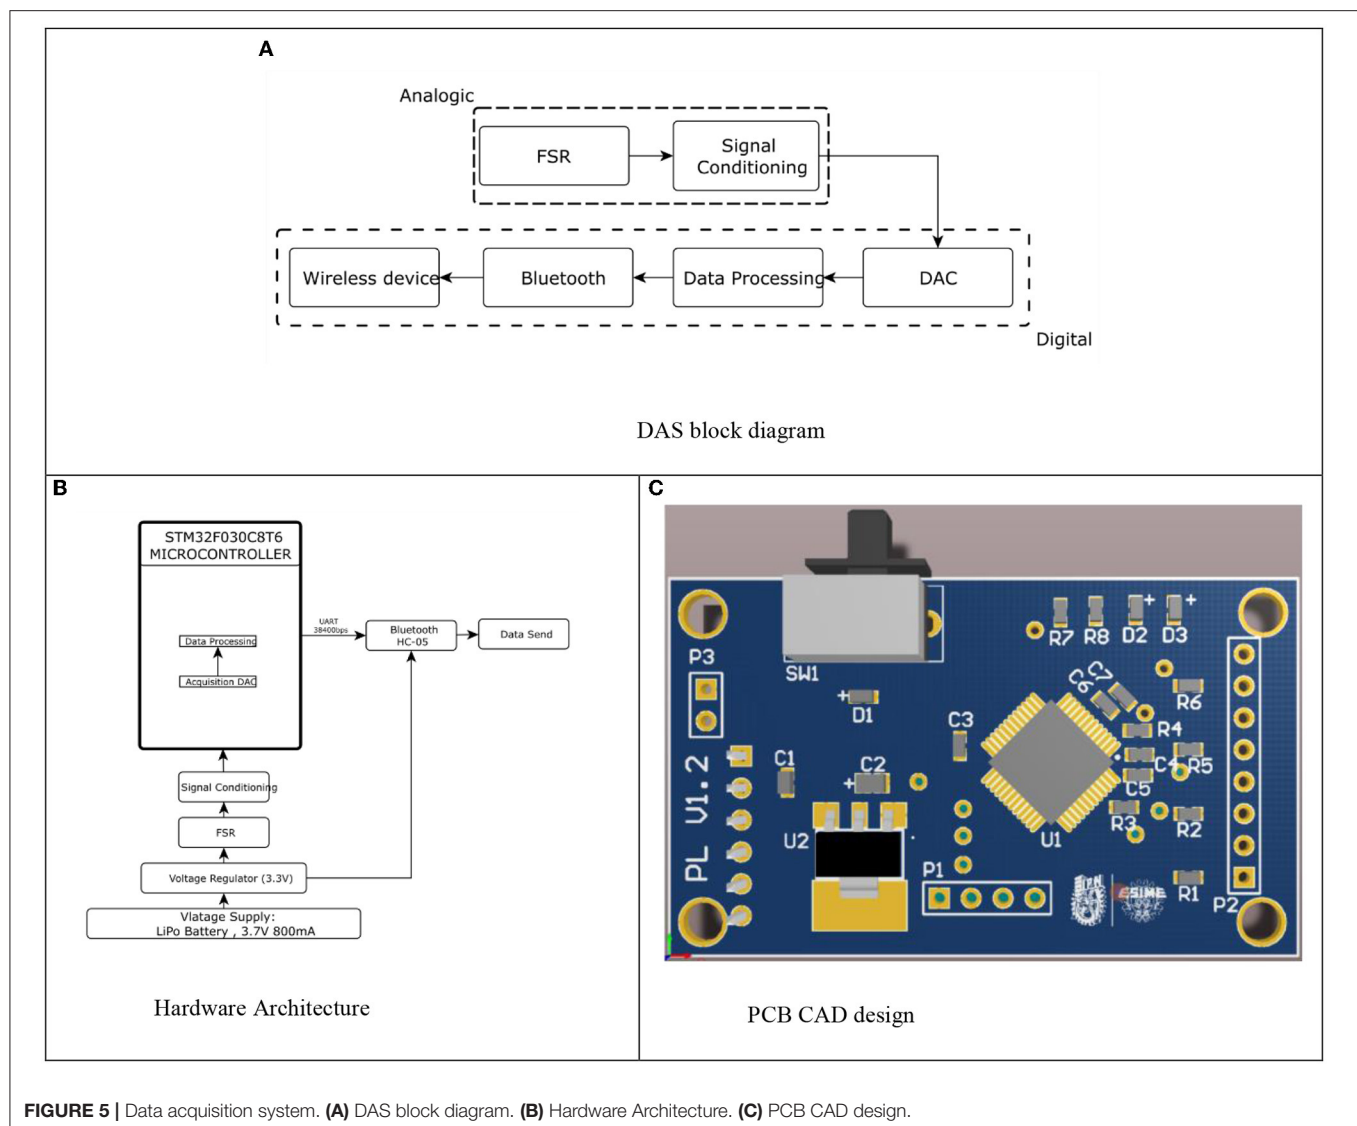 A
Analogic
FSR
Signal
Conditioning
Wireless device
Bluetooth
Data Processing
DAC
Digital
DAS block diagram
B
STM32F030C8T6
MICROCONTROLLER
Data Processing
Acquisition DAC
UART
38400bps
Bluetooth
HC-05
Data Send
Signal Conditioning
FSR
Voltage Regulator (3.3V)
Vlatage Supply:
LiPo Battery , 3.7V 800mA
Hardware Architecture
C
P3
SW1
+
D1
R7
R8
D2
+
D3
+
C6
C7
R6
R4
C3
C1
C2
+
C4
R5
C5
R3
R2
U1
U2
PL V1.2
P1
IPN
ESIME
R1
P2
PCB CAD design
FIGURE 5 | Data acquisition system. (A) DAS block diagram. (B) Hardware Architecture. (C) PCB CAD design.